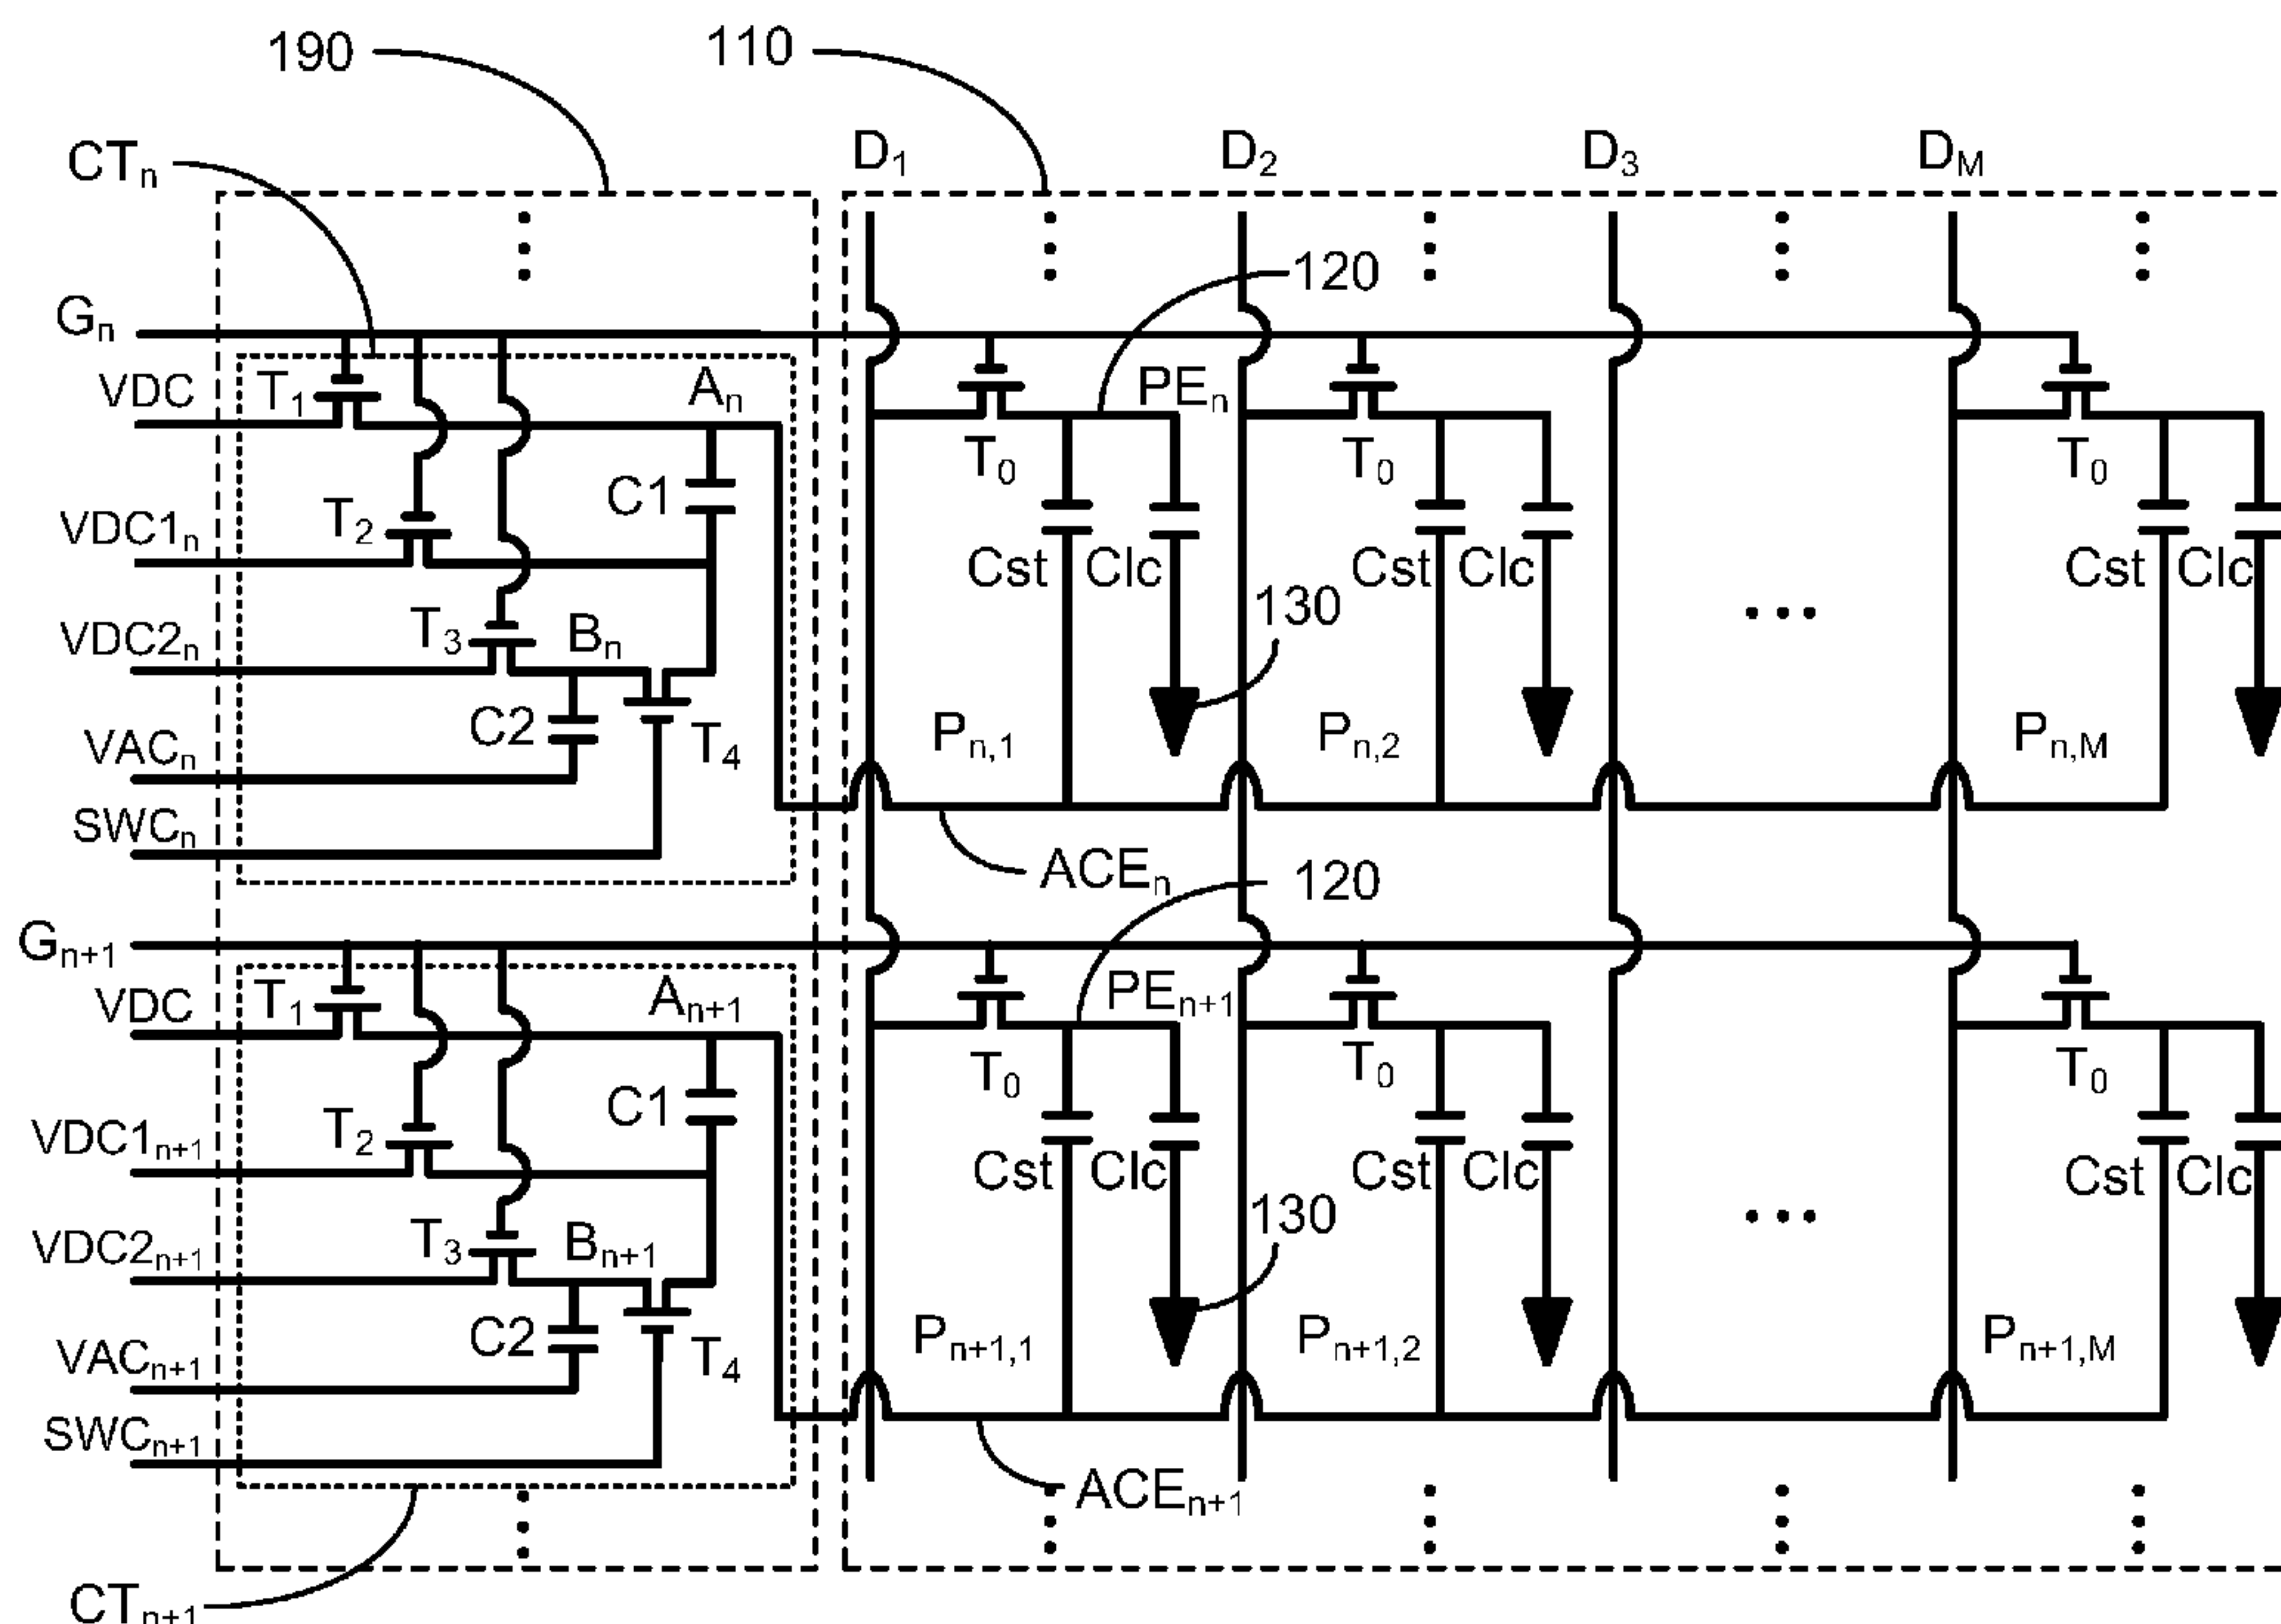 190
110
CTn
D1
D2
D3
DM
120
Gn
VDC
T1
An
PEn
T0
T0
T0
C1
VDC1n
T2
Cst
Clc
Cst
Clc
Cst
Clc
130
...
VDC2n
T3
Bn
C2
T4
VACn
Pn,1
Pn,2
Pn,M
SWCn
ACEn
120
Gn+1
VDC
T1
An+1
PEn+1
T0
T0
T0
C1
VDC1n+1
T2
Cst
Clc
Cst
Clc
Cst
Clc
130
...
VDC2n+1
T3
Bn+1
C2
T4
VACn+1
Pn+1,1
Pn+1,2
Pn+1,M
SWCn+1
ACEn+1
CTn+1